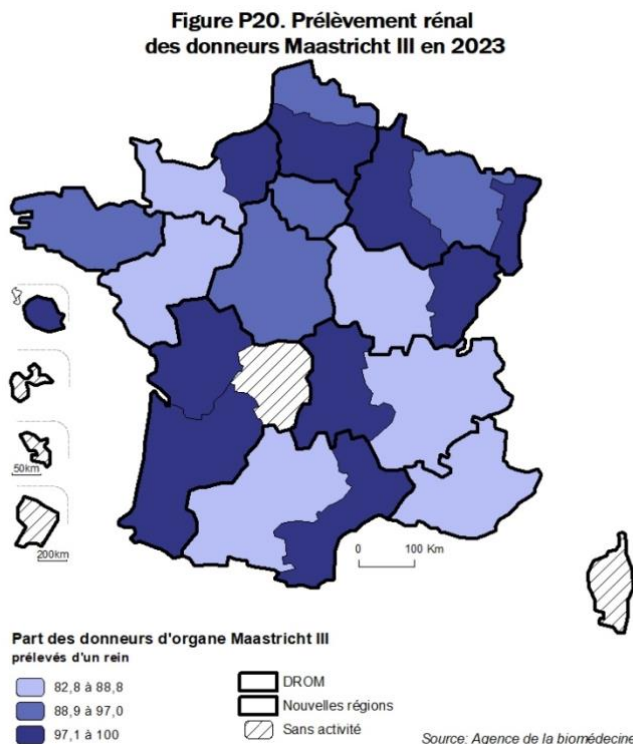 Figure P20. Prélèvement rénal
des donneurs Maastricht III en 2023
50km
200km
0 100 Km
Part des donneurs d'organe Maastricht III
prélevés d'un rein
82,8 à 88,8
88,9 à 97,0
97,1 à 100
DROM
Nouvelles régions
Sans activité
Source: Agence de la biomédecine